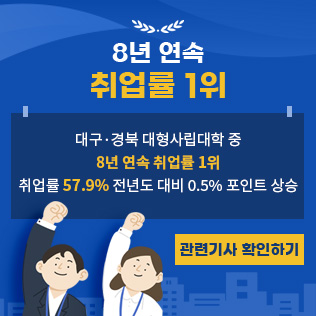 8년 연속
취업률 1위
대구·경북 대형사립대학 중
8년 연속 취업률 1위
취업률 57.9% 전년도 대비 0.5% 포인트 상승
관련기사 확인하기